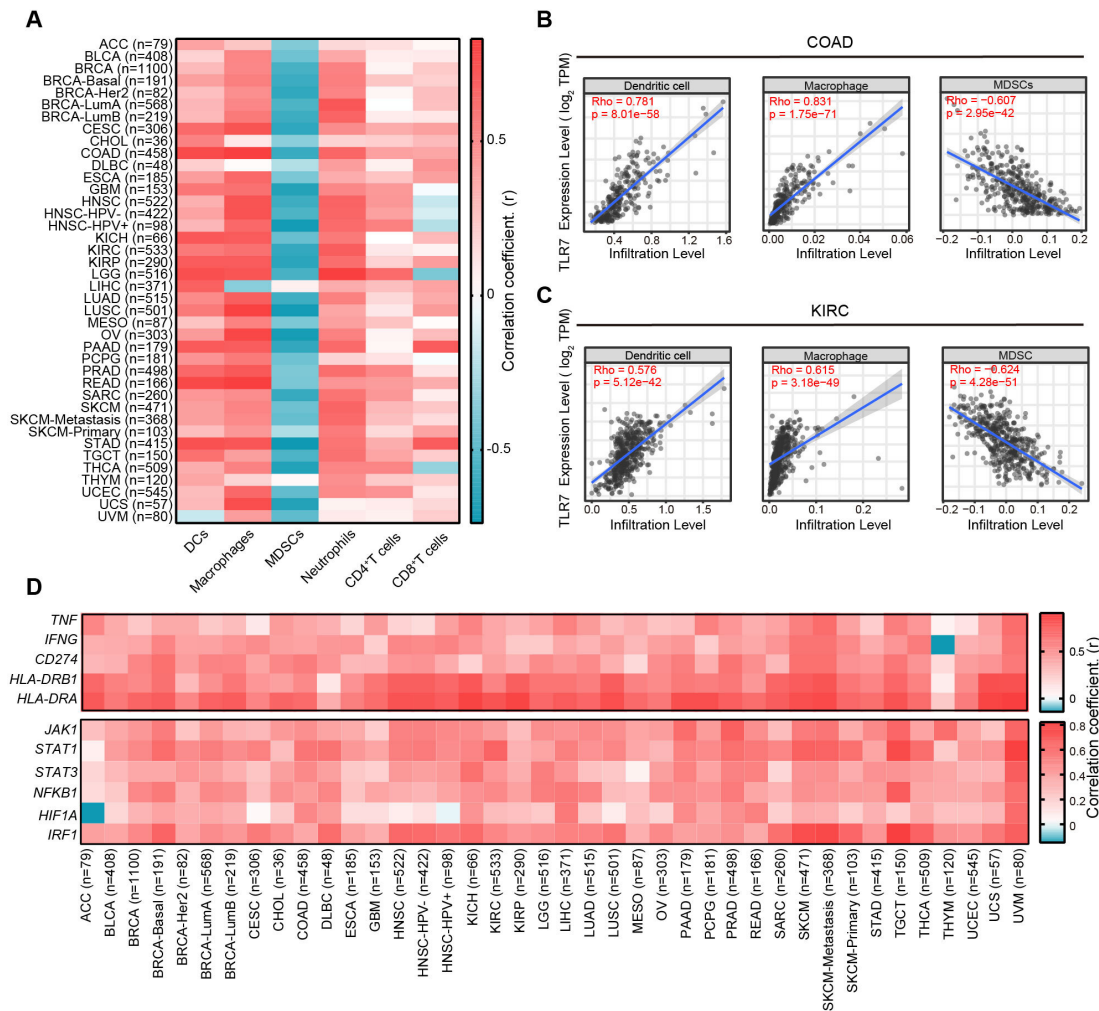 A
ACC (n=79)
BLCA (n=408)
BRCA (n=1100)
BRCA-Basal (n=191)
BRCA-Her2 (n=82)
BRCA-LumA (n=568)
BRCA-LumB (n=219)
CESC (n=306)
CHOL (n=36)
COAD (n=458)
DLBC (n=48)
ESCA (n=185)
GBM (n=153)
HNSC (n=522)
HNSC-HPV- (n=422)
HNSC-HPV+ (n=98)
KICH (n=66)
KIRC (n=533)
KIRP (n=290)
LGG (n=516)
LIHC (n=371)
LUAD (n=515)
LUSC (n=501)
MESO (n=87)
OV (n=303)
PAAD (n=179)
PCPG (n=181)
PRAD (n=498)
READ (n=166)
SARC (n=260)
SKCM (n=471)
SKCM-Metastasis (n=368)
SKCM-Primary (n=103)
STAD (n=415)
TGCT (n=150)
THCA (n=509)
THYM (n=120)
UCEC (n=545)
UCS (n=57)
UVM (n=80)
DCs
Macrophages
MDSCs
Neutrophils
CD4+T cells
CD8+T cells
0.5
0
-0.5
Correlation coefficient. (r)
B
COAD
TLR7 Expression Level ( log2 TPM)
Dendritic cell
Rho = 0.781
p = 8.01e−58
0.4 0.8 1.2 1.6
Infiltration Level
Macrophage
Rho = 0.831
p = 1.75e−71
0.00 0.02 0.04 0.06
Infiltration Level
MDSCs
Rho = −0.607
p = 2.95e−42
−0.2 −0.1 0.0 0.1 0.2
Infiltration Level
C
KIRC
TLR7 Expression Level ( log2 TPM)
Dendritic cell
Rho = 0.576
p = 5.12e−42
0.0 0.5 1.0 1.5
Infiltration Level
Macrophage
Rho = 0.615
p = 3.18e−49
0.0 0.1 0.2
Infiltration Level
MDSC
Rho = −0.624
p = 4.28e−51
−0.2 −0.1 0.0 0.1 0.2
Infiltration Level
D
TNF
IFNG
CD274
HLA-DRB1
HLA-DRA
JAK1
STAT1
STAT3
NFKB1
HIF1A
IRF1
0.5
0
0.8
0.6
0.4
0.2
0
Correlation coefficient. (r)
ACC (n=79)
BLCA (n=408)
BRCA (n=1100)
BRCA-Basal (n=191)
BRCA-Her2 (n=82)
BRCA-LumA (n=568)
BRCA-LumB (n=219)
CESC (n=306)
CHOL (n=36)
COAD (n=458)
DLBC (n=48)
ESCA (n=185)
GBM (n=153)
HNSC (n=522)
HNSC-HPV- (n=422)
HNSC-HPV+ (n=98)
KICH (n=66)
KIRC (n=533)
KIRP (n=290)
LGG (n=516)
LIHC (n=371)
LUAD (n=515)
LUSC (n=501)
MESO (n=87)
OV (n=303)
PAAD (n=179)
PCPG (n=181)
PRAD (n=498)
READ (n=166)
SARC (n=260)
SKCM (n=471)
SKCM-Metastasis (n=368)
SKCM-Primary (n=103)
STAD (n=415)
TGCT (n=150)
THCA (n=509)
THYM (n=120)
UCEC (n=545)
UCS (n=57)
UVM (n=80)